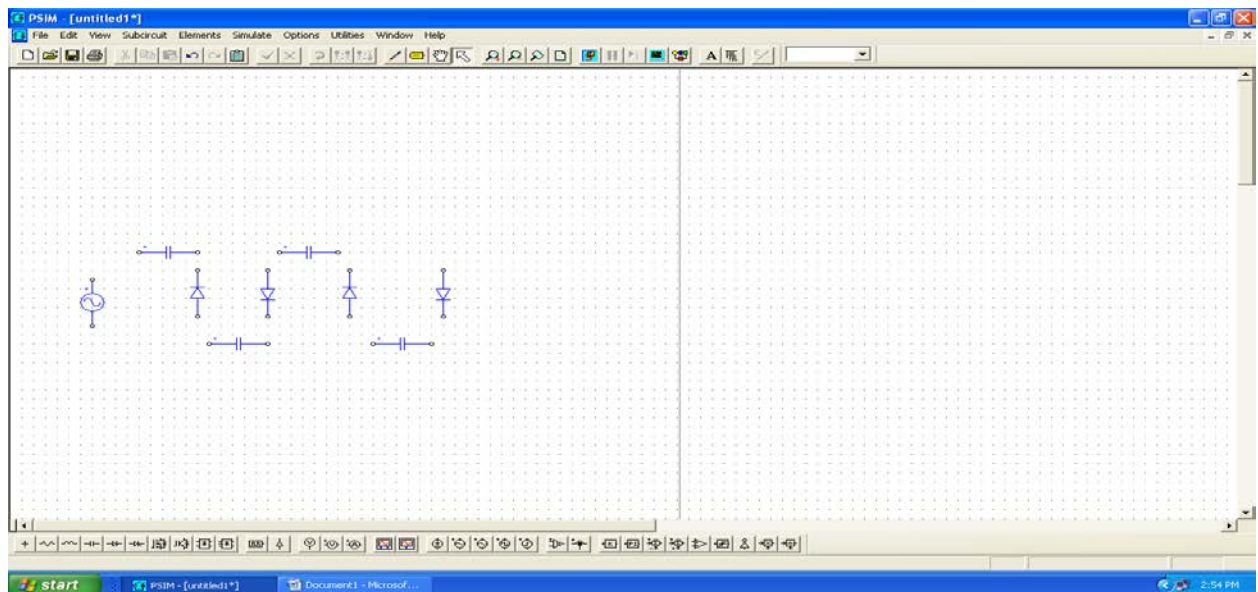 PSIM - [untitled1*]
File Edit View Subcircuit Elements Simulate Options Utilities Window Help
start PSIM - [untitled1*] Document1 - Microsof... 2:54 PM